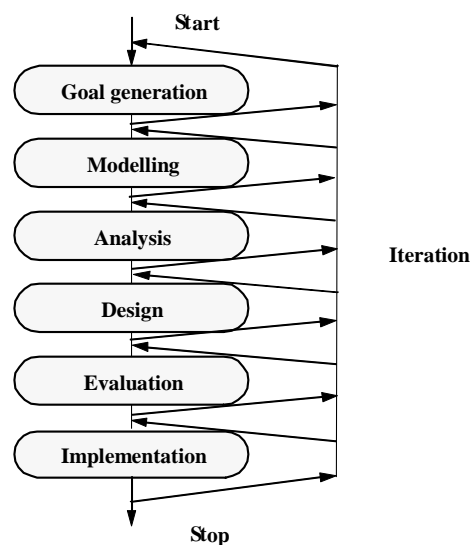 Start
Goal generation
Modelling
Analysis
Iteration
Design
Evaluation
Implementation
Stop